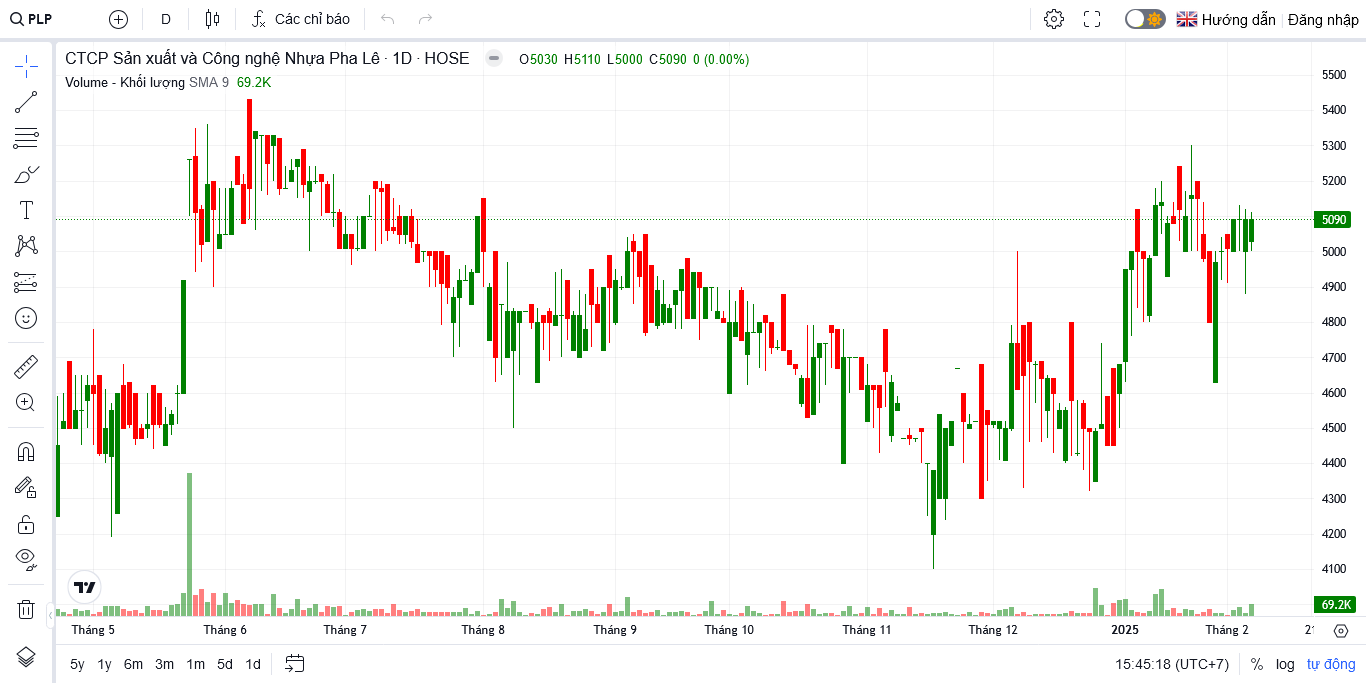 PLP D Các chỉ báo Hướng dẫn Đăng nhập
CTCP Sản xuất và Công nghệ Nhựa Pha Lê · 1D · HOSE O5030 H5110 L5000 C5090 0 (0.00%)
Volume - Khối lượng SMA 9 69.2K
5500
5400
5300
5200
5090
5000
4900
4800
4700
4600
4500
4400
4300
4200
4100
69.2K
Tháng 5 Tháng 6 Tháng 7 Tháng 8 Tháng 9 Tháng 10 Tháng 11 Tháng 12 2025 Tháng 2
5y 1y 6m 3m 1m 5d 1d 15:45:18 (UTC+7) % log tự động